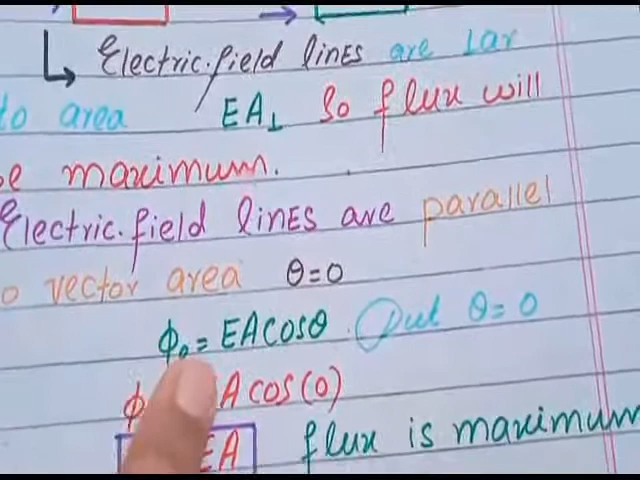 Electric field lines are ⊥ar
to area EA⊥ So flux will
be maximum.
Electric field lines are parallel
to vector area θ=0
ϕ = EACosθ Put θ=0
ϕ A cos(0)
EA flux is maximum